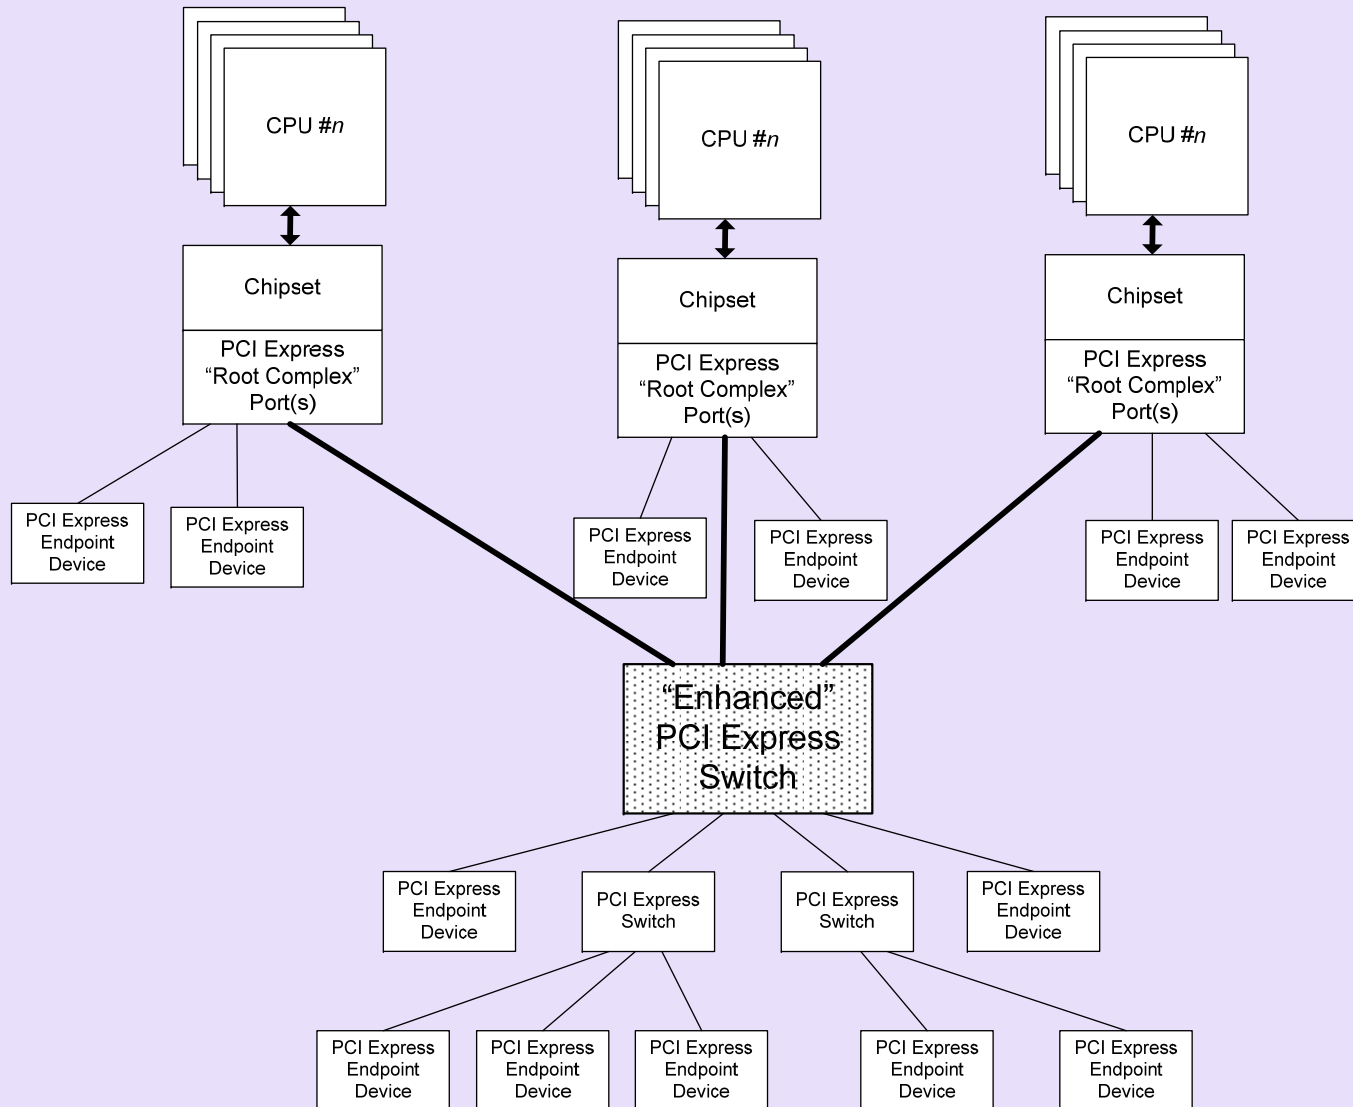 CPU #n
CPU #n
CPU #n
Chipset
PCI Express
“Root Complex”
Port(s)
Chipset
PCI Express
“Root Complex”
Port(s)
Chipset
PCI Express
“Root Complex”
Port(s)
PCI Express
Endpoint
Device
PCI Express
Endpoint
Device
PCI Express
Endpoint
Device
PCI Express
Endpoint
Device
PCI Express
Endpoint
Device
PCI Express
Endpoint
Device
“Enhanced”
PCI Express
Switch
PCI Express
Endpoint
Device
PCI Express
Switch
PCI Express
Switch
PCI Express
Endpoint
Device
PCI Express
Endpoint
Device
PCI Express
Endpoint
Device
PCI Express
Endpoint
Device
PCI Express
Endpoint
Device
PCI Express
Endpoint
Device